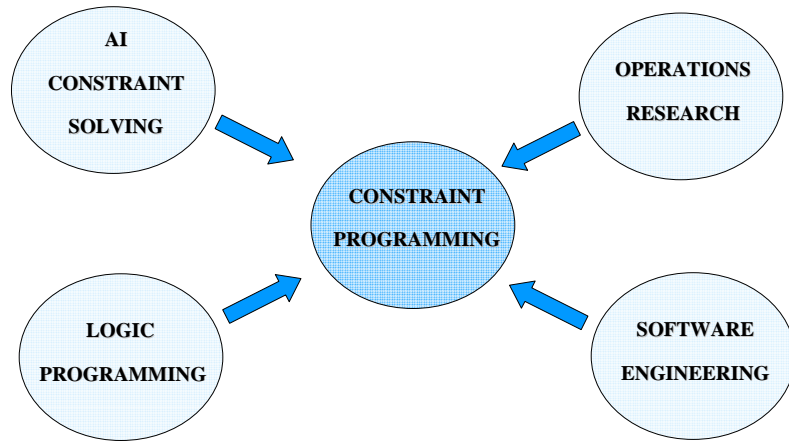 AI
CONSTRAINT
SOLVING
OPERATIONS
RESEARCH
CONSTRAINT
PROGRAMMING
LOGIC
PROGRAMMING
SOFTWARE
ENGINEERING